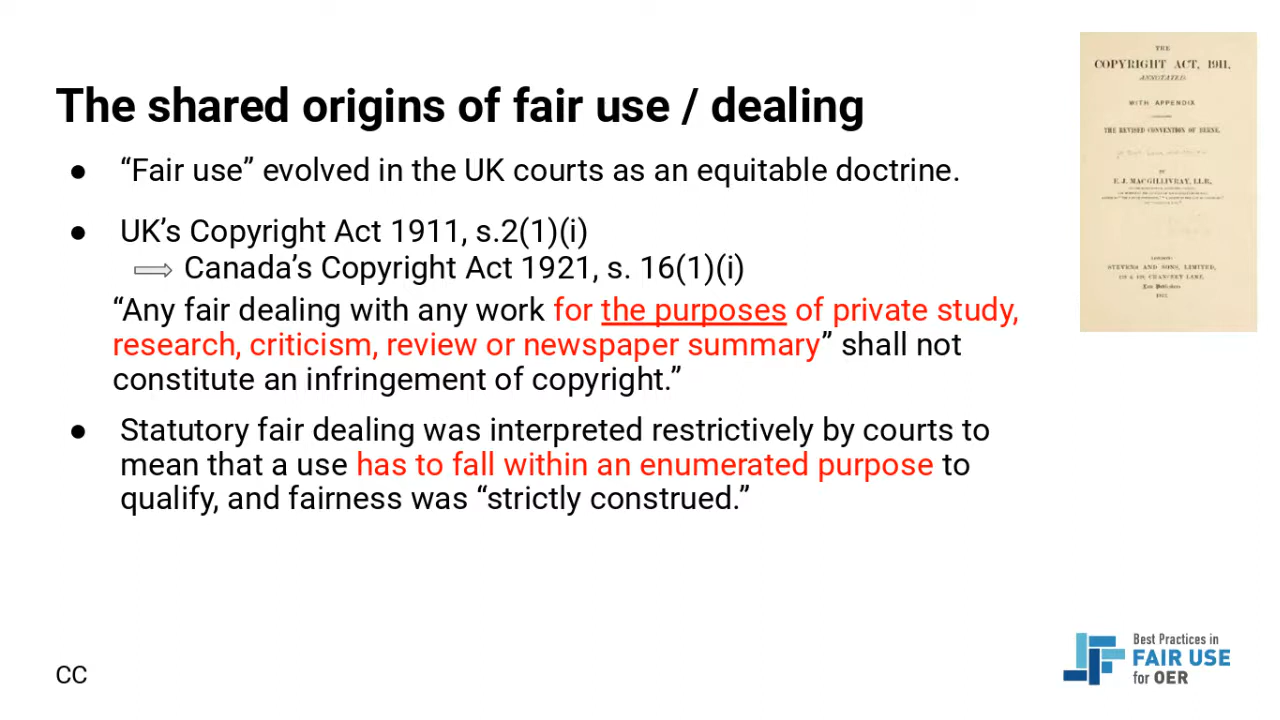 The shared origins of fair use / dealing
● “Fair use” evolved in the UK courts as an equitable doctrine.
● UK’s Copyright Act 1911, s.2(1)(i)
Canada’s Copyright Act 1921, s. 16(1)(i)
“Any fair dealing with any work for the purposes of private study,
research, criticism, review or newspaper summary” shall not
constitute an infringement of copyright.”
● Statutory fair dealing was interpreted restrictively by courts to
mean that a use has to fall within an enumerated purpose to
qualify, and fairness was “strictly construed.”
THE
COPYRIGHT ACT, 1911,
ANNOTATED.
WITH APPENDIX
THE REVISED CONVENTION OF BERNE.
BY
E. J. MACGILLIVRAY, LL.B.,
LONDON:
STEVENS AND SONS, LIMITED,
CC
Best Practices in
FAIR USE
for OER